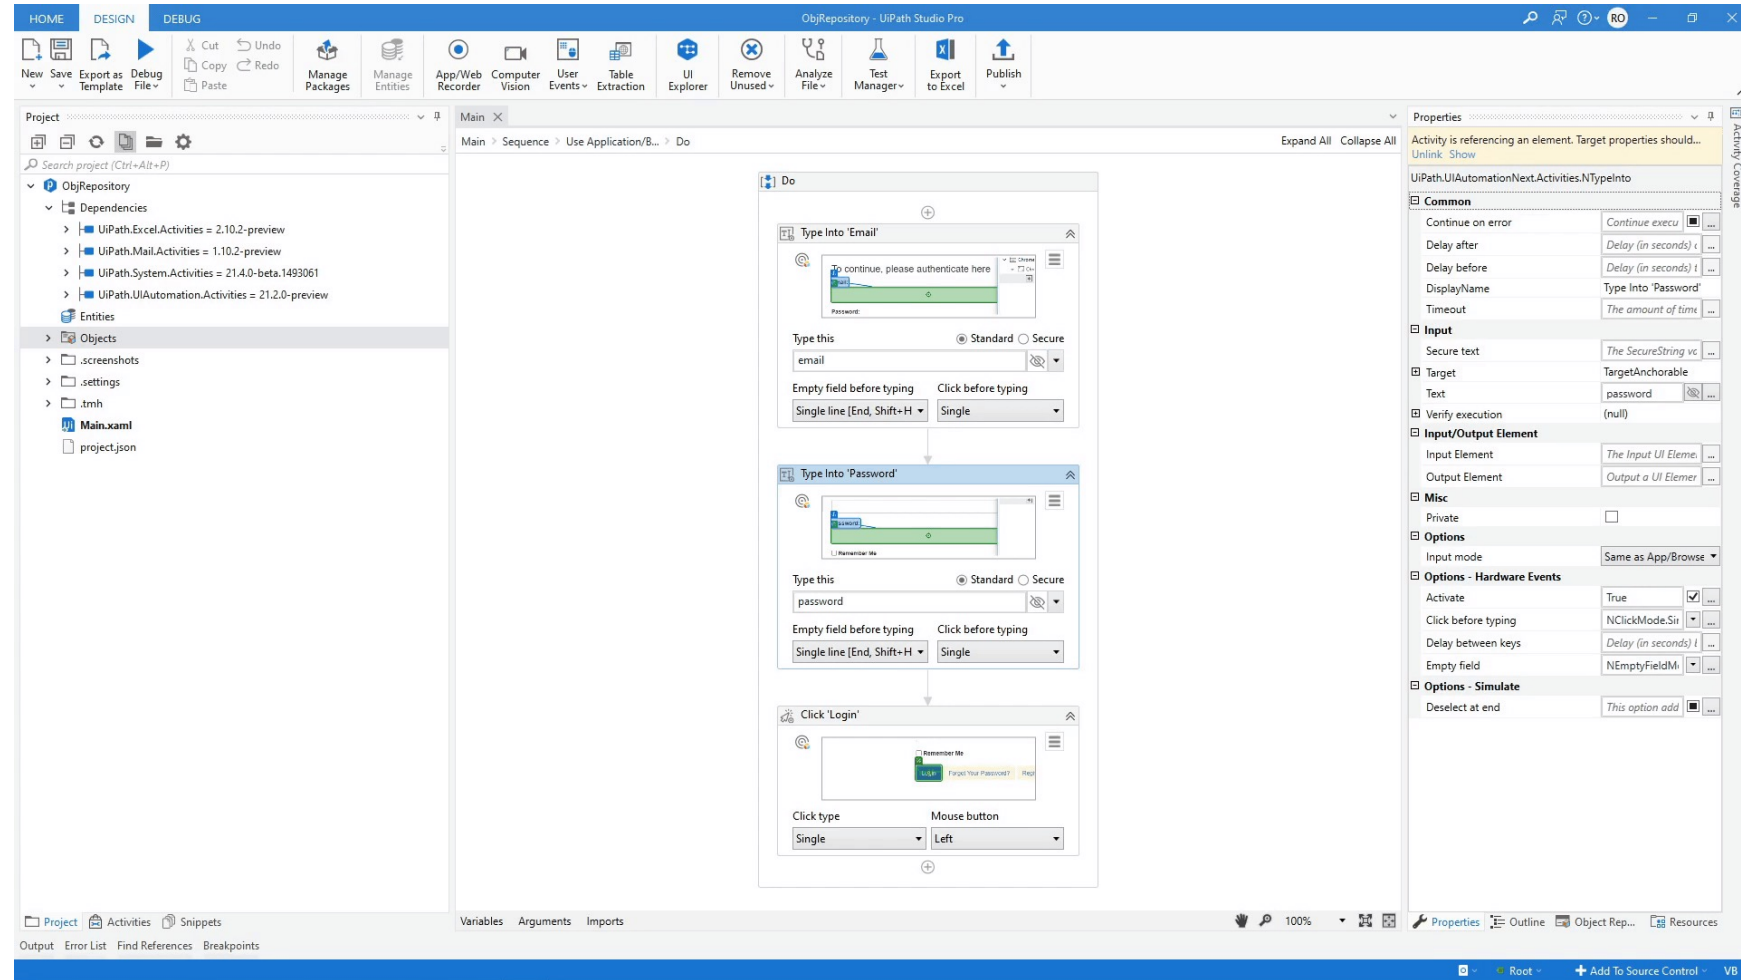 HOME DESIGN DEBUG ObjRepository - UiPath Studio Pro RO
New Save Export as Template Debug File Cut Copy Paste Undo Redo Manage Packages Manage Entities App/Web Recorder Computer Vision User Events Table Extraction UI Explorer Remove Unused Analyze File Test Manager Export to Excel Publish
Project
Search project (Ctrl+Alt+P)
ObjRepository
Dependencies
UiPath.Excel.Activities = 2.10.2-preview
UiPath.Mail.Activities = 1.10.2-preview
UiPath.System.Activities = 21.4.0-beta.1493061
UiPath.UIAutomation.Activities = 21.2.0-preview
Entities
Objects
.screenshots
.settings
.tmh
Main.xaml
project.json
Project Activities Snippets
Main
Main > Sequence > Use Application/B... > Do Expand All Collapse All
Do
Type Into 'Email'
To continue, please authenticate here
Password:
Type this Standard Secure
email
Empty field before typing Click before typing
Single line [End, Shift+H Single
Type Into 'Password'
Remember Me
Type this Standard Secure
password
Empty field before typing Click before typing
Single line [End, Shift+H Single
Click 'Login'
Remember Me
Login Forgot Your Password?
Click type Mouse button
Single Left
Variables Arguments Imports 100%
Properties
Activity is referencing an element. Target properties should...
Unlink Show
UiPath.UIAutomationNext.Activities.NTypeInto
Common
Continue on error Continue execu ...
Delay after Delay (in seconds) ...
Delay before Delay (in seconds) t ...
DisplayName Type Into 'Password'
Timeout The amount of time ...
Input
Secure text The SecureString va ...
Target TargetAnchorable
Text password ...
Verify execution (null)
Input/Output Element
Input Element The Input UI Eleme ...
Output Element Output a UI Elemer ...
Misc
Private
Options
Input mode Same as App/Browse
Options - Hardware Events
Activate True ...
Click before typing NClickMode.Sin ...
Delay between keys Delay (in seconds) ...
Empty field NEmptyFieldM ...
Options - Simulate
Deselect at end This option add ...
Properties Outline Object Rep... Resources
Activity Coverage
Output Error List Find References Breakpoints
Root Add To Source Control VB